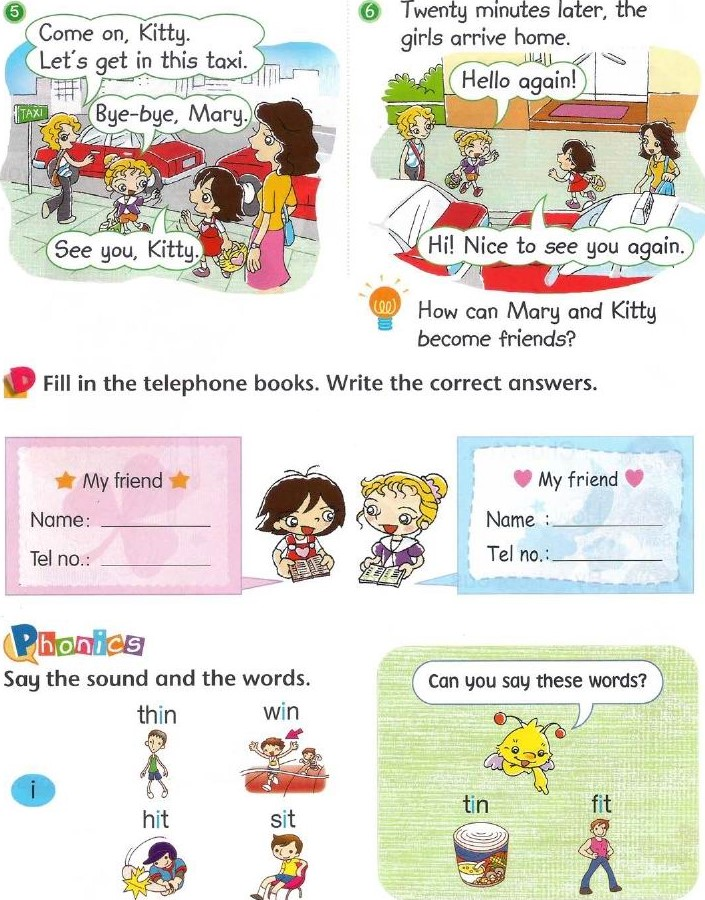 5
Come on, Kitty.
Let's get in this taxi.
TAXI
Bye-bye, Mary.
See you, Kitty.
6
Twenty minutes later, the
girls arrive home.
Hello again!
Hi! Nice to see you again.
How can Mary and Kitty
become friends?
D Fill in the telephone books. Write the correct answers.
My friend
Name:
Tel no.:
My friend
Name :
Tel no.:
Phonics
Say the sound and the words.
i
thin
win
hit
sit
Can you say these words?
tin
fit